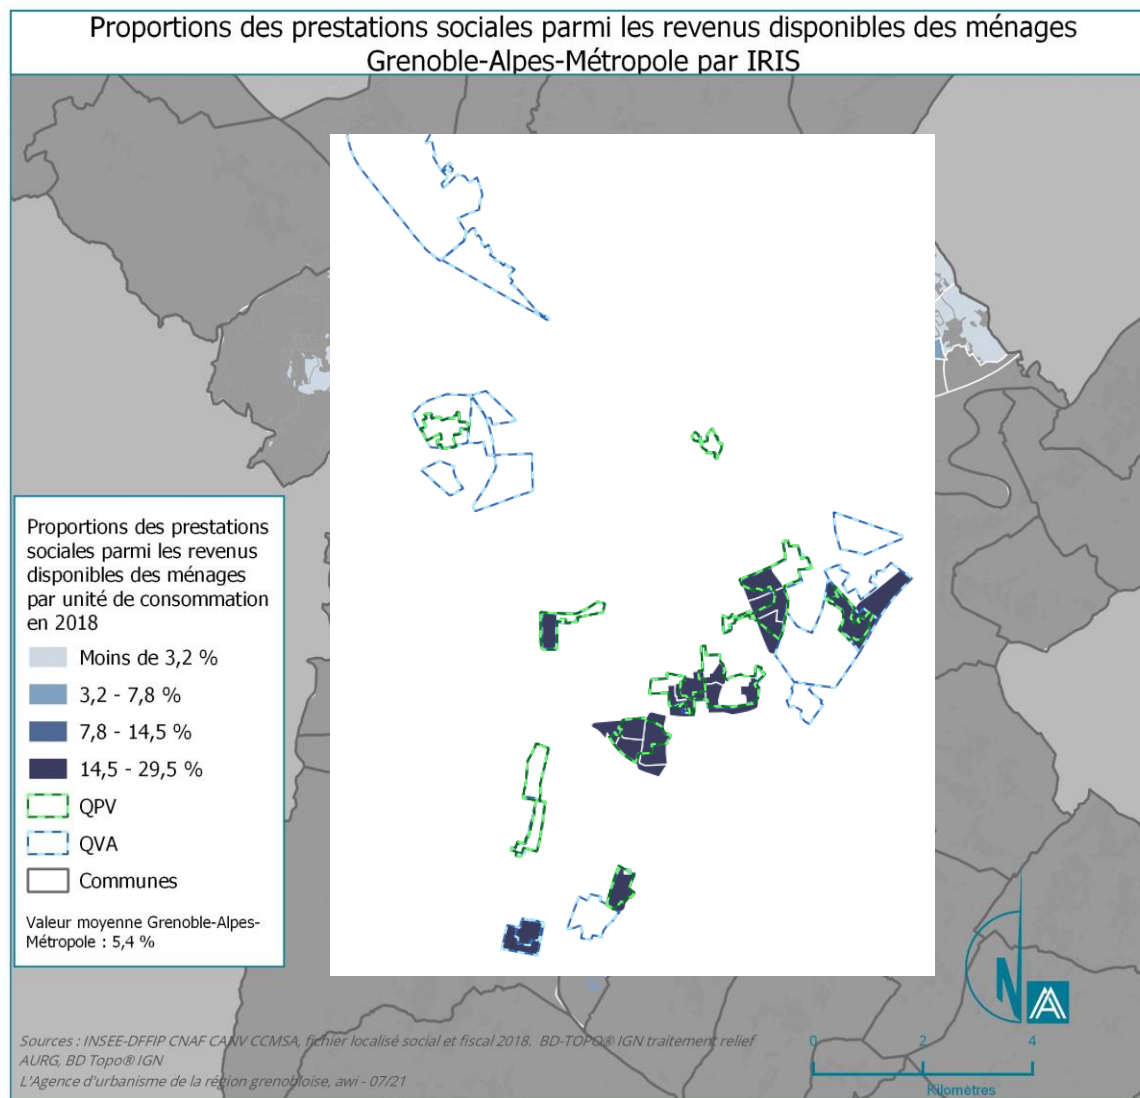 Proportions des prestations sociales parmi les revenus disponibles des ménages
Grenoble-Alpes-Métropole par IRIS
Proportions des prestations
sociales parmi les revenus
disponibles des ménages
par unité de consommation
en 2018
Moins de 3,2 %
3,2 - 7,8 %
7,8 - 14,5 %
14,5 - 29,5 %
QPV
QVA
Communes
Valeur moyenne Grenoble-Alpes-
Métropole : 5,4 %
N
Sources : INSEE-DFFIP CNAF CANV CCMSA, fichier localisé social et fiscal 2018. BD-TOPO® IGN traitement relief
AURG, BD Topo® IGN
L'Agence d'urbanisme de la région grenobloise, awi - 07/21
0 2 4
Kilomètres